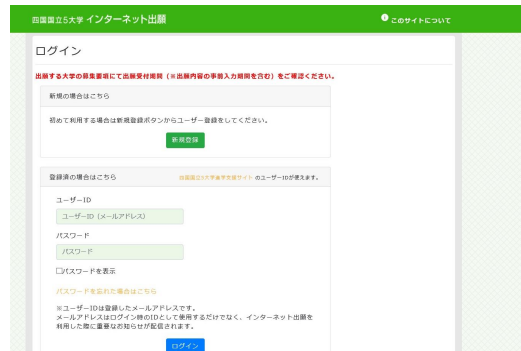 四国国立5大学 インターネット出願
このサイトについて
ログイン
出願する大学の募集要項にて出願受付期間（※出願内容の事前入力期間を含む）をご確認ください。
新規の場合はこちら
初めて利用する場合は新規登録ボタンからユーザー登録をしてください。
新規登録
登録済の場合はこちら
四国国立5大学進学支援サイト のユーザーIDが使えます。
ユーザーID
ユーザーID（メールアドレス）
パスワード
パスワード
パスワードを表示
パスワードを忘れた場合はこちら
※ユーザーIDは登録したメールアドレスです。
メールアドレスはログイン時のIDとして使用するだけでなく、インターネット出願を
利用した際に重要なお知らせが配信されます。
ログイン